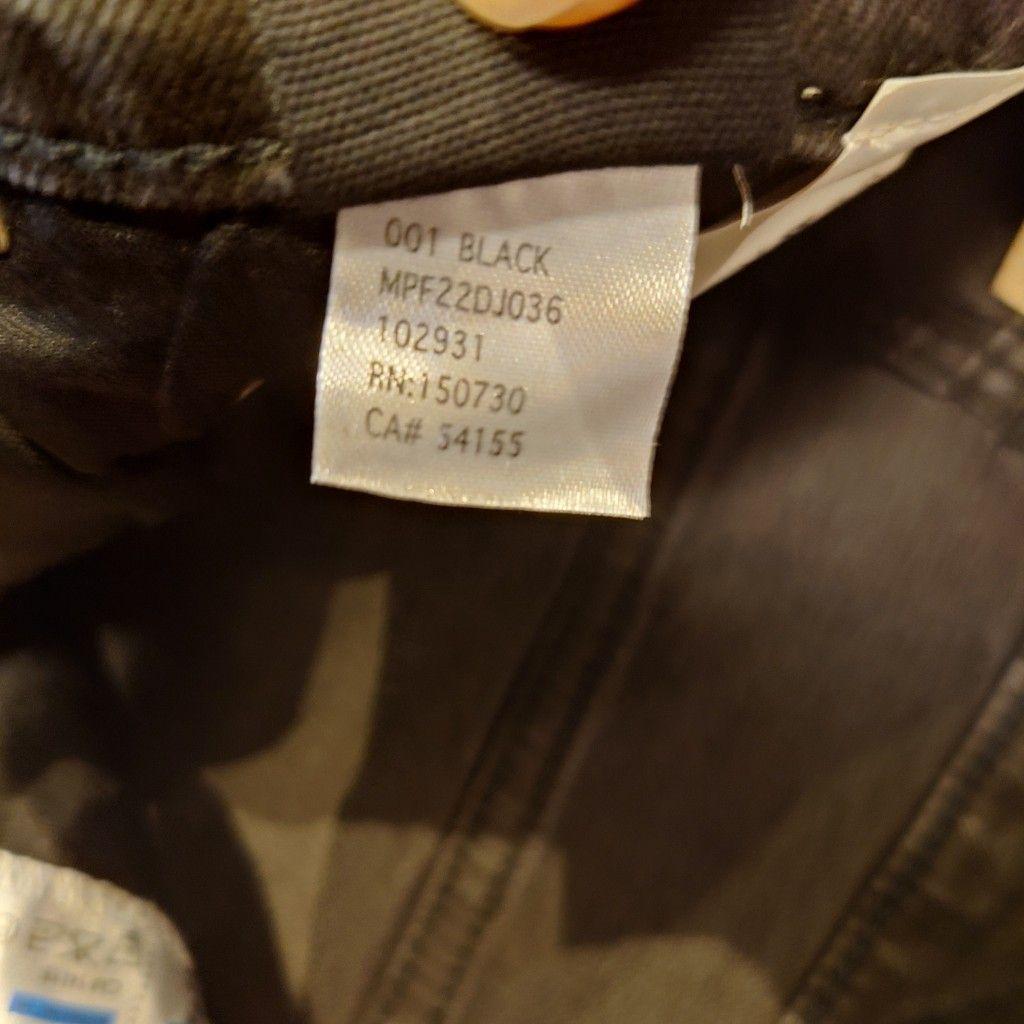 001 BLACK
MPF22DJ036
102931
RN:150730
CA# 54155